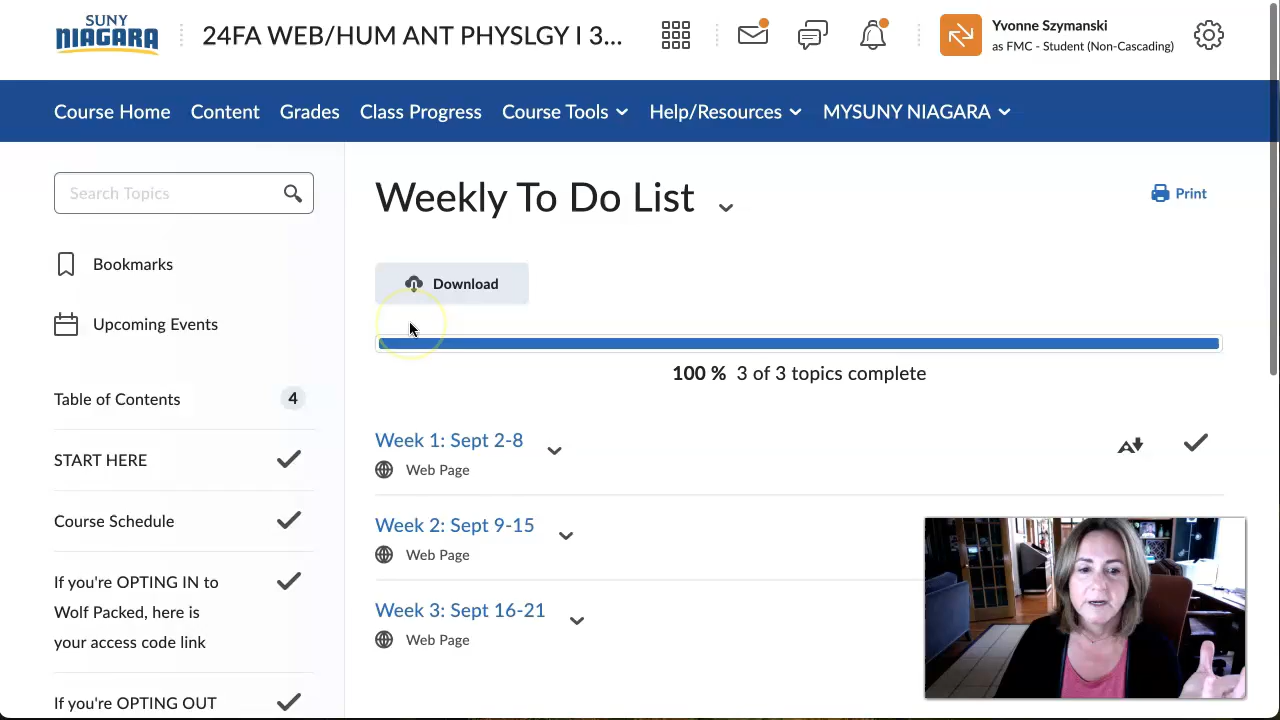 SUNY
NIAGARA
24FA WEB/HUM ANT PHYSLGY I 3...
Yvonne Szymanski
as FMC - Student (Non-Cascading)
Course Home
Content
Grades
Class Progress
Course Tools
Help/Resources
MYSUNY NIAGARA
Search Topics
Bookmarks
Upcoming Events
Table of Contents
4
START HERE
Course Schedule
If you're OPTING IN to
Wolf Packed, here is
your access code link
If you're OPTING OUT
Weekly To Do List
Print
Download
100 % 3 of 3 topics complete
Week 1: Sept 2-8
Web Page
Week 2: Sept 9-15
Web Page
Week 3: Sept 16-21
Web Page